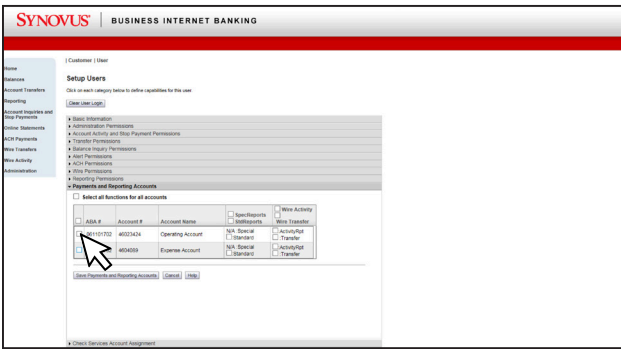 SYNOVUS® | BUSINESS INTERNET BANKING
| Customer | User
Home
Balances
Account Transfers
Reporting
Account Inquiries and
Stop Payments
Online Statements
ACH Payments
Wire Transfers
Wire Activity
Administration
Setup Users
Click on each category below to define capabilities for this user
Clear User Login
Basic Information
Administration Permissions
Account Activity and Stop Payment Permissions
Transfer Permissions
Balance Inquiry Permissions
Alert Permissions
ACH Permissions
Wire Permissions
Reporting Permissions
Payments and Reporting Accounts
Select all functions for all accounts
ABA # Account # Account Name SpecReports StdReports Wire Activity Wire Transfer
061101702 46023424 Operating Account N/A :Special :Standard :ActivityRpt :Transfer
4604069 Expense Account N/A :Special :Standard :ActivityRpt :Transfer
Save Payments and Reporting Accounts Cancel Help
Check Services Account Assignment